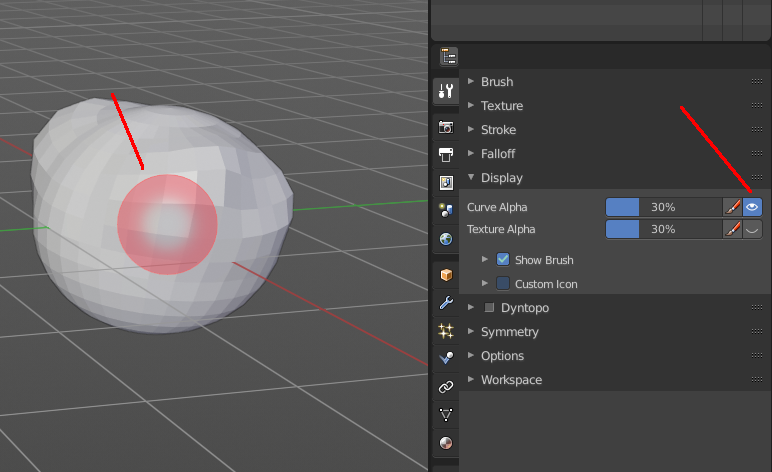 Brush
Texture
Stroke
Falloff
Display
Curve Alpha 30%
Texture Alpha 30%
Show Brush
Custom Icon
Dyntopo
Symmetry
Options
Workspace